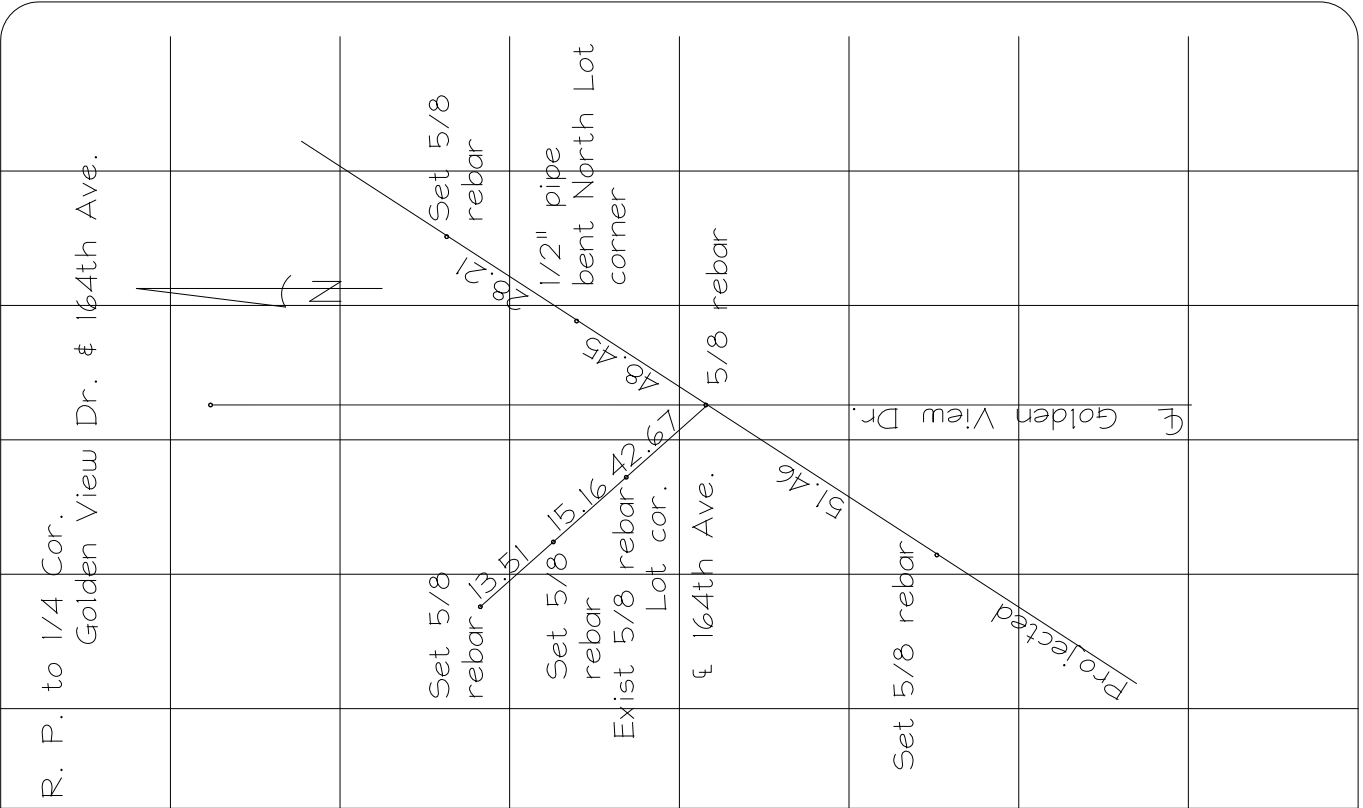 R. P. to 1/4 Cor.
Golden View Dr. & 164th Ave.
N
Set 5/8
rebar
28.21
1/2" pipe
bent North Lot
corner
48.45
5/8 rebar
℄ Golden View Dr.
Set 5/8
rebar
13.51
Set 5/8
rebar
15.16
Exist 5/8 rebar
Lot cor.
42.67
℄ 164th Ave.
51.46
Set 5/8 rebar
Projected